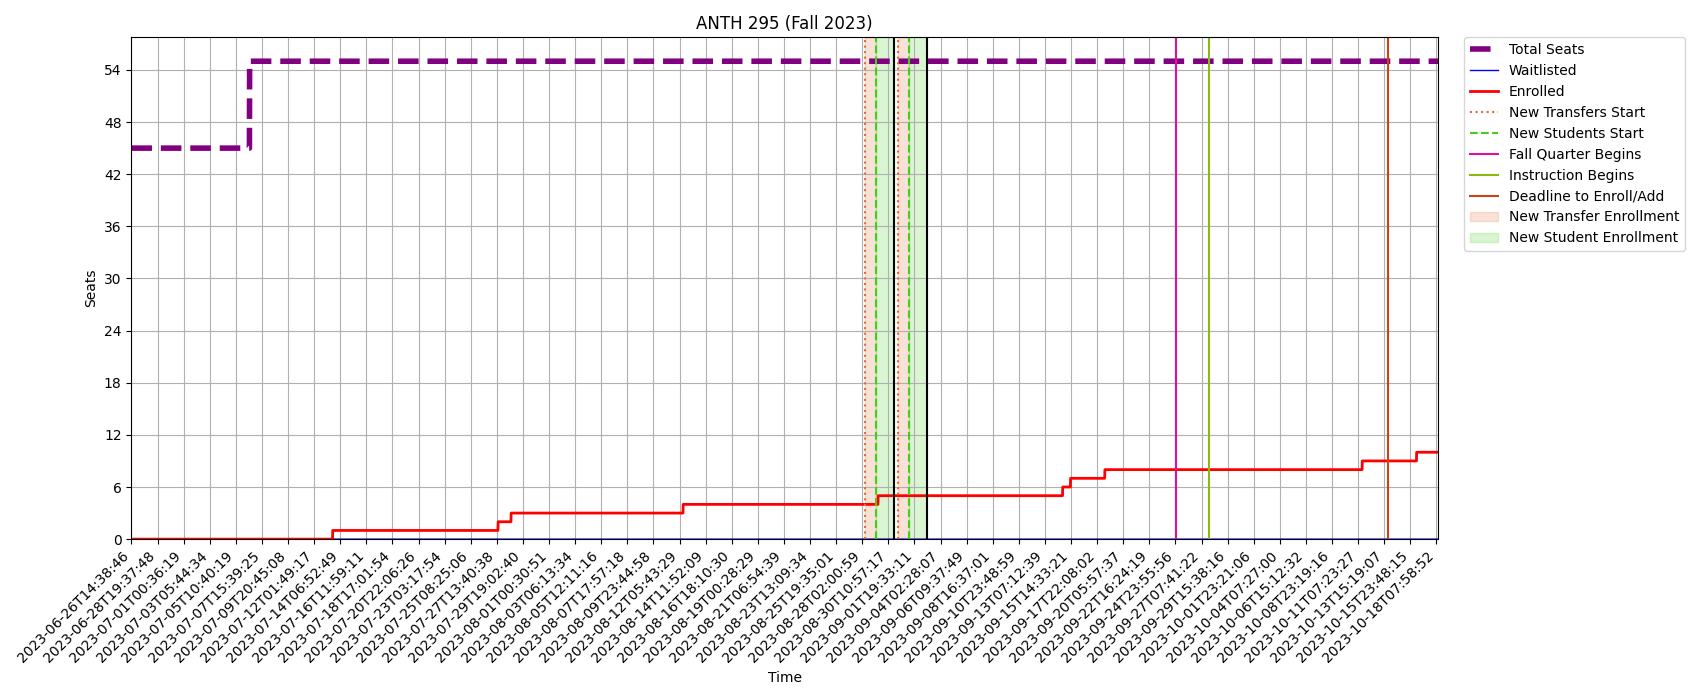 ANTH 295 (Fall 2023)
Total Seats
Waitlisted
Enrolled
New Transfers Start
New Students Start
Fall Quarter Begins
Instruction Begins
Deadline to Enroll/Add
New Transfer Enrollment
New Student Enrollment
Seats
54
48
42
36
30
24
18
12
6
0
2023-06-26T14:38:46
2023-06-28T19:37:48
2023-07-01T00:36:19
2023-07-03T05:44:34
2023-07-05T10:40:19
2023-07-07T15:39:25
2023-07-09T20:45:08
2023-07-12T01:49:17
2023-07-14T06:52:49
2023-07-16T11:59:11
2023-07-18T17:01:54
2023-07-20T22:06:26
2023-07-23T03:17:54
2023-07-25T08:25:06
2023-07-27T13:40:38
2023-07-29T19:02:40
2023-08-01T00:30:51
2023-08-03T06:13:34
2023-08-05T12:11:16
2023-08-07T17:57:18
2023-08-09T23:44:58
2023-08-12T05:43:29
2023-08-14T11:52:09
2023-08-16T18:10:30
2023-08-19T00:28:29
2023-08-21T06:54:39
2023-08-23T13:09:34
2023-08-25T19:35:01
2023-08-28T02:00:59
2023-08-30T10:57:17
2023-09-01T19:33:11
2023-09-04T02:28:07
2023-09-06T09:37:49
2023-09-08T16:37:01
2023-09-10T23:48:59
2023-09-13T07:12:39
2023-09-15T14:33:21
2023-09-17T22:08:02
2023-09-20T05:57:37
2023-09-22T16:24:19
2023-09-24T23:55:56
2023-09-27T07:41:22
2023-09-29T15:38:16
2023-10-01T23:21:06
2023-10-04T07:27:00
2023-10-06T15:12:32
2023-10-08T23:19:16
2023-10-11T07:23:27
2023-10-13T15:19:07
2023-10-15T23:48:15
2023-10-18T07:58:52
Time